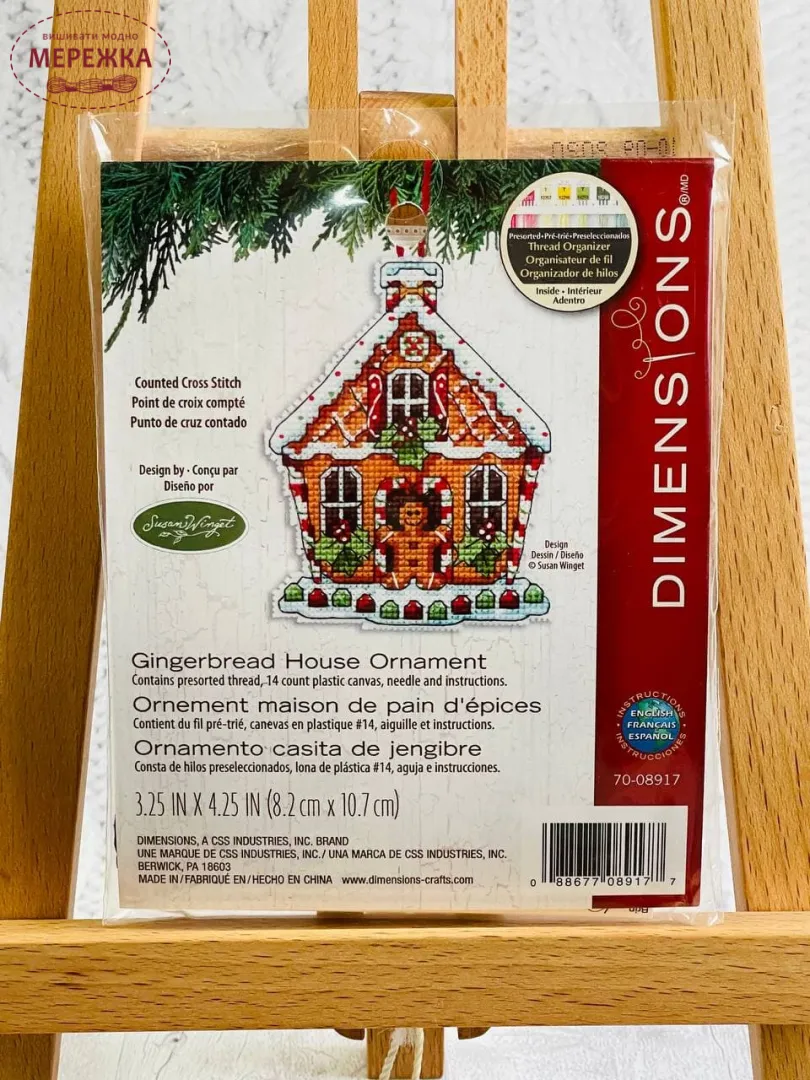 ВИШИВАТИ МОДНО
МЕРЕЖКА
Presorted•Pré-trié•Preseleccionados
Thread Organizer
Organisateur de fil
Organizador de hilos
Inside • Intérieur
Adentro
DIMENSIONS®/MD
Counted Cross Stitch
Point de croix compté
Punto de cruz contado
Design by · Conçu par
Diseño por
Susan Winget
Design
Dessin / Diseño
© Susan Winget
Gingerbread House Ornament
Contains presorted thread, 14 count plastic canvas, needle and instructions.
Ornement maison de pain d'épices
Contient du fil pré-trié, canevas en plastique #14, aiguille et instructions.
Ornamento casita de jengibre
Consta de hilos preseleccionados, lona de plástica #14, aguja e instrucciones.
3.25 IN X 4.25 IN (8.2 cm x 10.7 cm)
INSTRUCTIONS
ENGLISH
FRANÇAIS
ESPAÑOL
INSTRUCCIONES
70-08917
DIMENSIONS, A CSS INDUSTRIES, INC. BRAND
UNE MARQUE DE CSS INDUSTRIES, INC./ UNA MARCA DE CSS INDUSTRIES, INC.
BERWICK, PA 18603
MADE IN/FABRIQUÉ EN/HECHO EN CHINA www.dimensions-crafts.com
0 88677 08917 7